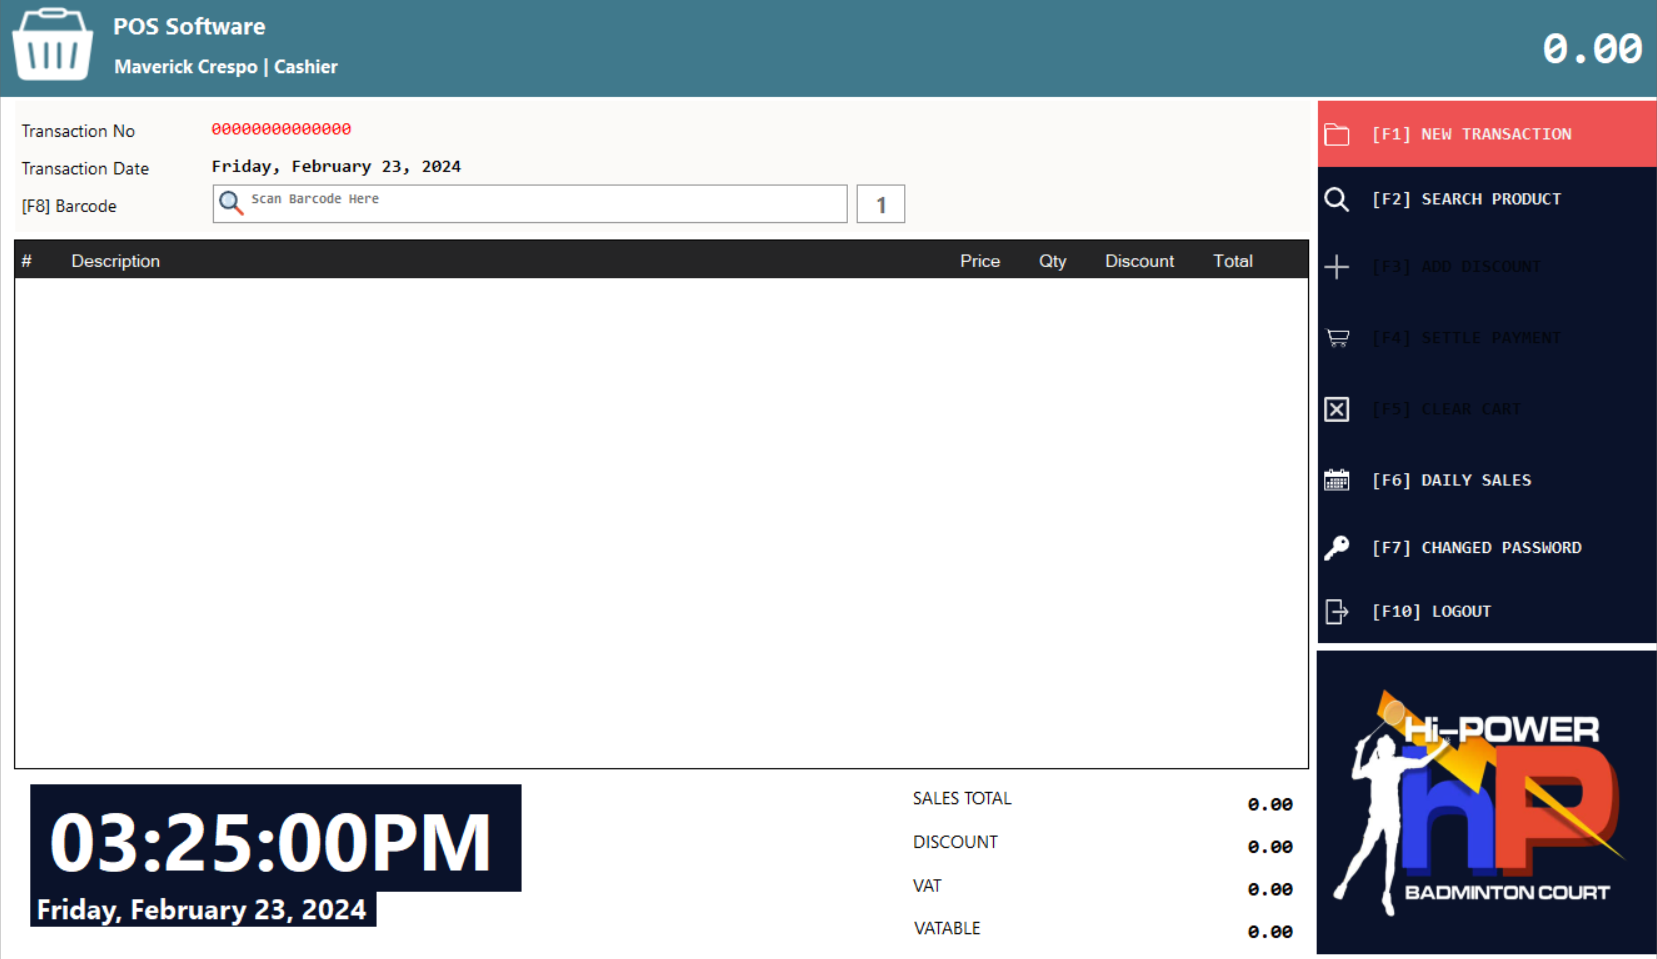 POS Software
Maverick Crespo | Cashier
0.00
Transaction No
00000000000000
Transaction Date
Friday, February 23, 2024
[F8] Barcode
Scan Barcode Here
1
# Description Price Qty Discount Total
[F1] NEW TRANSACTION
[F2] SEARCH PRODUCT
[F3] ADD DISCOUNT
[F4] SETTLE PAYMENT
[F5] CLEAR CART
[F6] DAILY SALES
[F7] CHANGED PASSWORD
[F10] LOGOUT
03:25:00PM
Friday, February 23, 2024
SALES TOTAL 0.00
DISCOUNT 0.00
VAT 0.00
VATABLE 0.00
Hi-POWER
hP
BADMINTON COURT